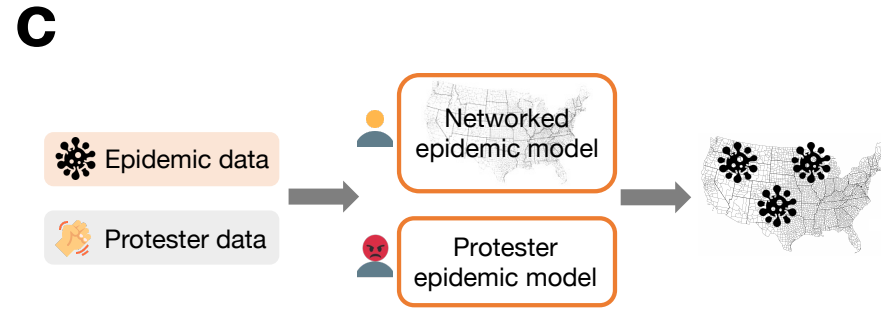 C
Epidemic data
Protester data
Networked
epidemic model
Protester
epidemic model